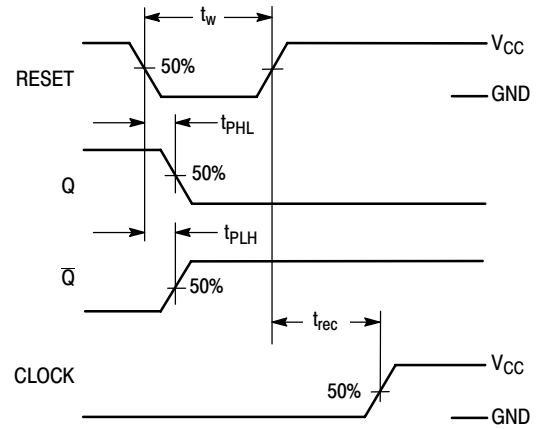 t_w
V_CC
50%
RESET
GND
t_PHL
50%
Q
t_PLH
Q̅
50%
t_rec
V_CC
CLOCK
50%
GND